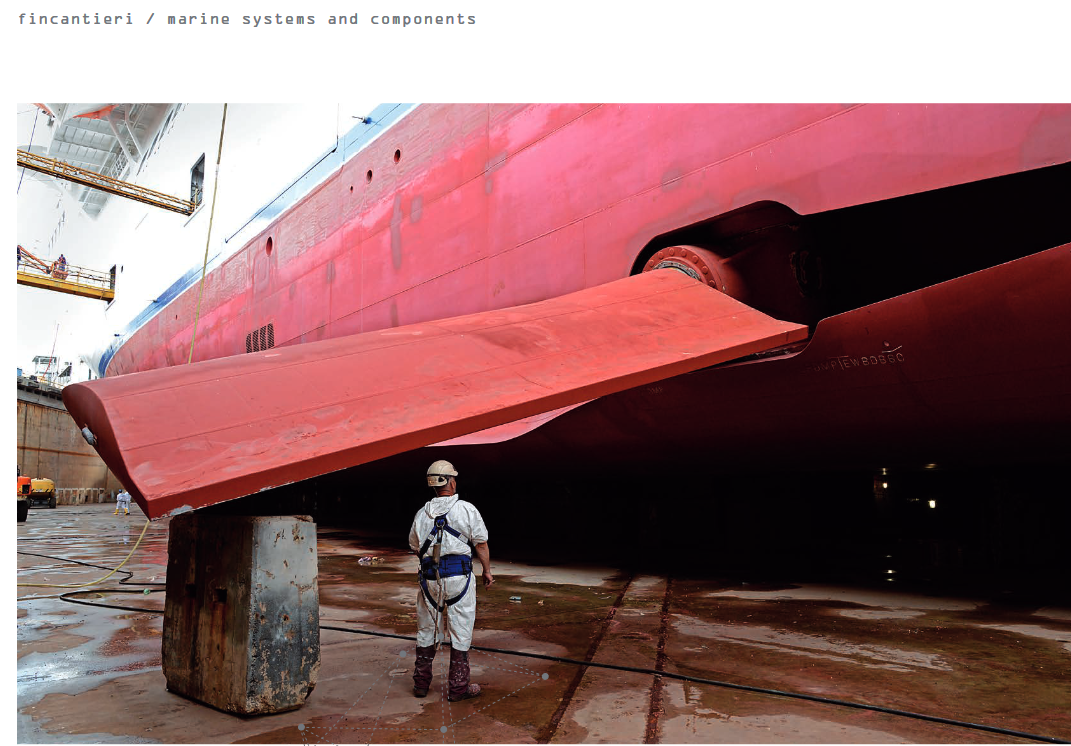 fincantieri / marine systems and components